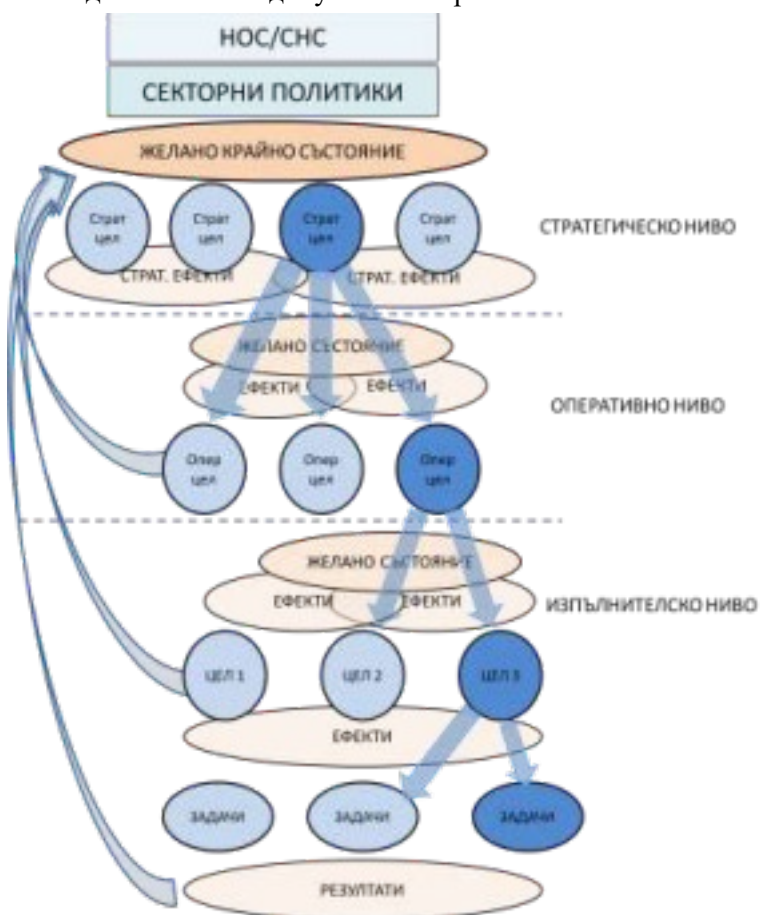 НОС/СНС
СЕКТОРНИ ПОЛИТИКИ
ЖЕЛАНО КРАЙНО СЪСТОЯНИЕ
Страт цел
Страт цел
Страт цел
Страт цел
СТРАТЕГИЧЕСКО НИВО
СТРАТ. ЕФЕКТИ
СТРАТ. ЕФЕКТИ
ЖЕЛАНО СЪСТОЯНИЕ
ЕФЕКТИ
ЕФЕКТИ
ОПЕРАТИВНО НИВО
Опер цел
Опер цел
Опер цел
ЖЕЛАНО СЪСТОЯНИЕ
ЕФЕКТИ
ЕФЕКТИ
ИЗПЪЛНИТЕЛСКО НИВО
ЦЕЛ 1
ЦЕЛ 2
ЦЕЛ 3
ЕФЕКТИ
ЗАДАЧИ
ЗАДАЧИ
ЗАДАЧИ
РЕЗУЛТАТИ